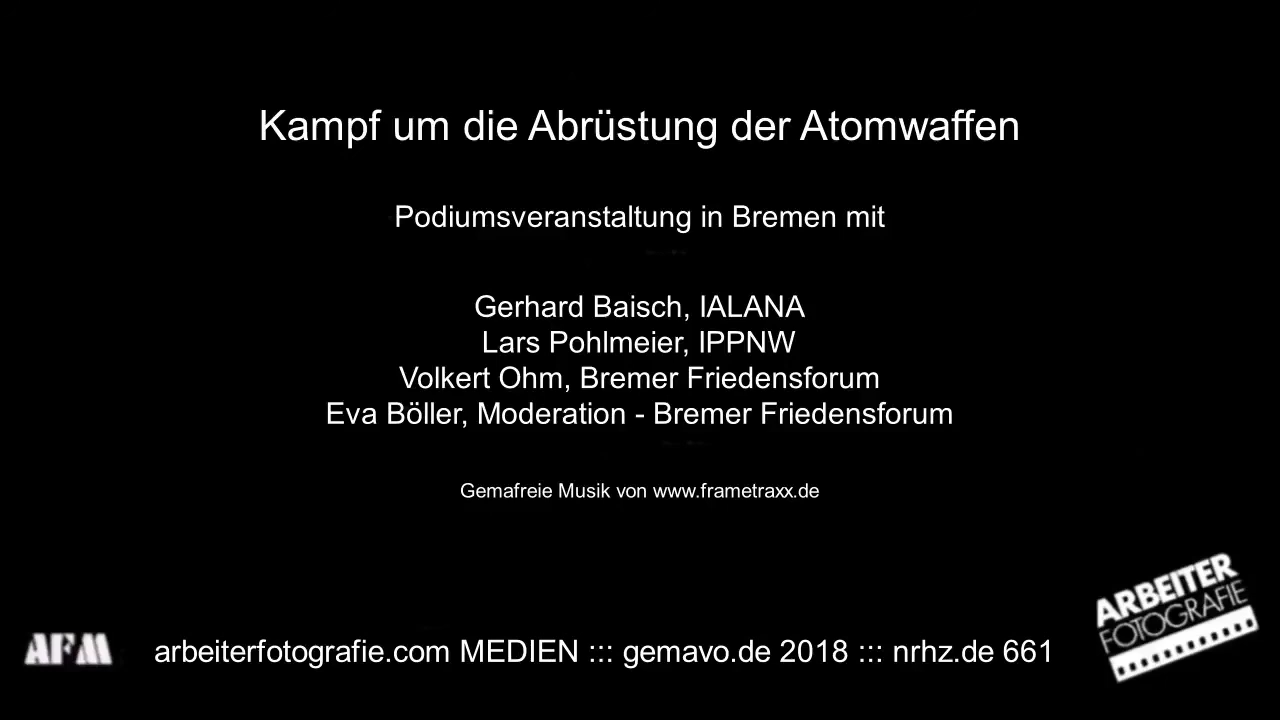 Kampf um die Abrüstung der Atomwaffen
Podiumsveranstaltung in Bremen mit
Gerhard Baisch, IALANA
Lars Pohlmeier, IPPNW
Volkert Ohm, Bremer Friedensforum
Eva Böller, Moderation - Bremer Friedensforum
Gemafreie Musik von www.frametraxx.de
ARBEITER
FOTOGRAFIE
AFM
arbeiterfotografie.com MEDIEN ::: gemavo.de 2018 ::: nrhz.de 661